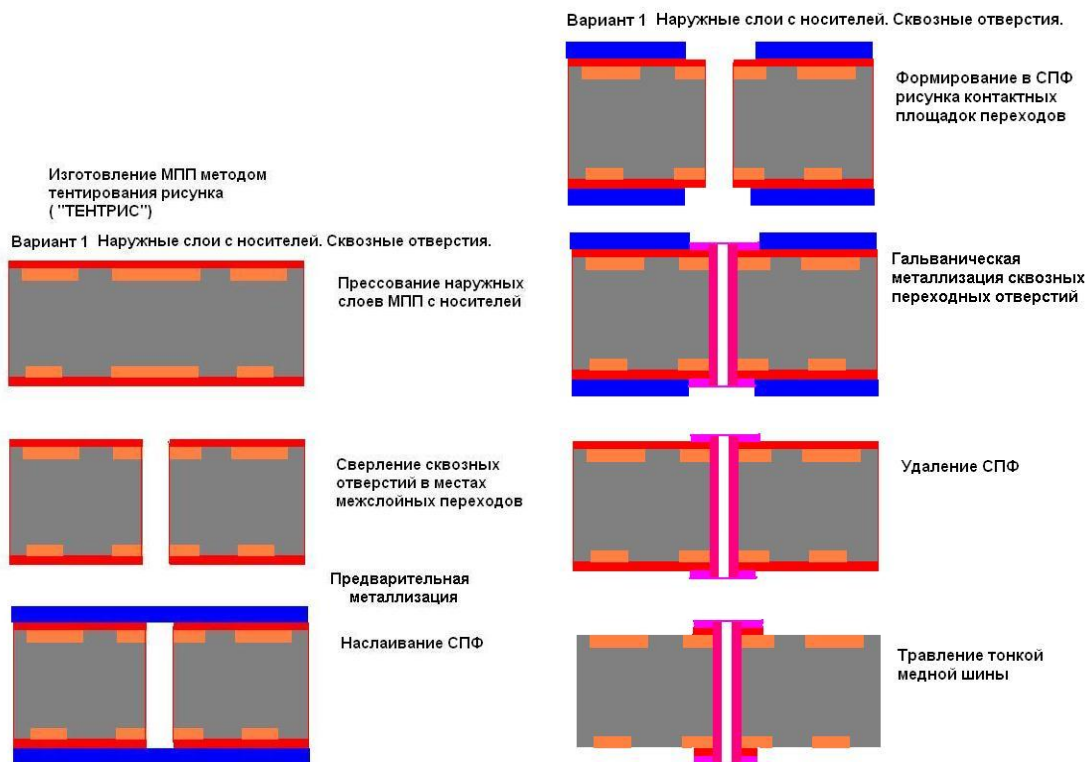 Изготовление МПП методом
тентирования рисунка
( "ТЕНТРИС")
Вариант 1 Наружные слои с носителей. Сквозные отверстия.
Прессование наружных
слоев МПП с носителей
Сверление сквозных
отверстий в местах
межслойных переходов
Предварительная
металлизация
Наслаивание СПФ
Вариант 1 Наружные слои с носителей. Сквозные отверстия.
Формирование в СПФ
рисунка контактных
площадок переходов
Гальваническая
металлизация сквозных
переходных отверстий
Удаление СПФ
Травление тонкой
медной шины